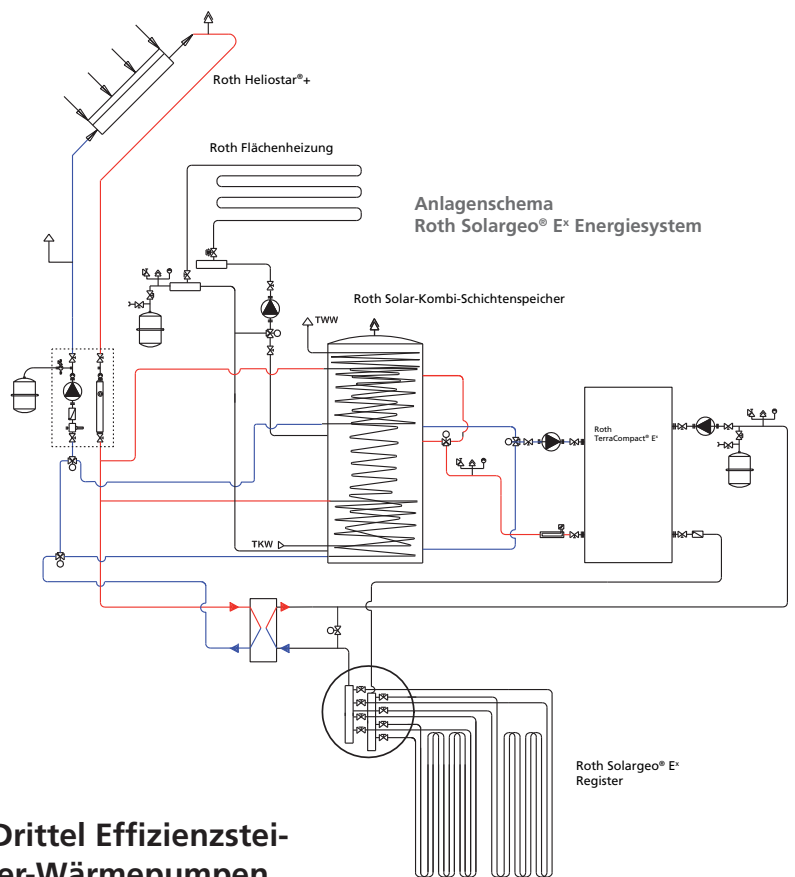 Roth Heliostar®+
Roth Flächenheizung
Anlagenschema
Roth Solargeo® Eˣ Energiesystem
Roth Solar-Kombi-Schichtenspeicher
TWW
Roth
TerraCompact® Eˣ
TKW
Roth Solargeo® Eˣ
Register
Drittel Effizienzstei-
er-Wärmepumpen